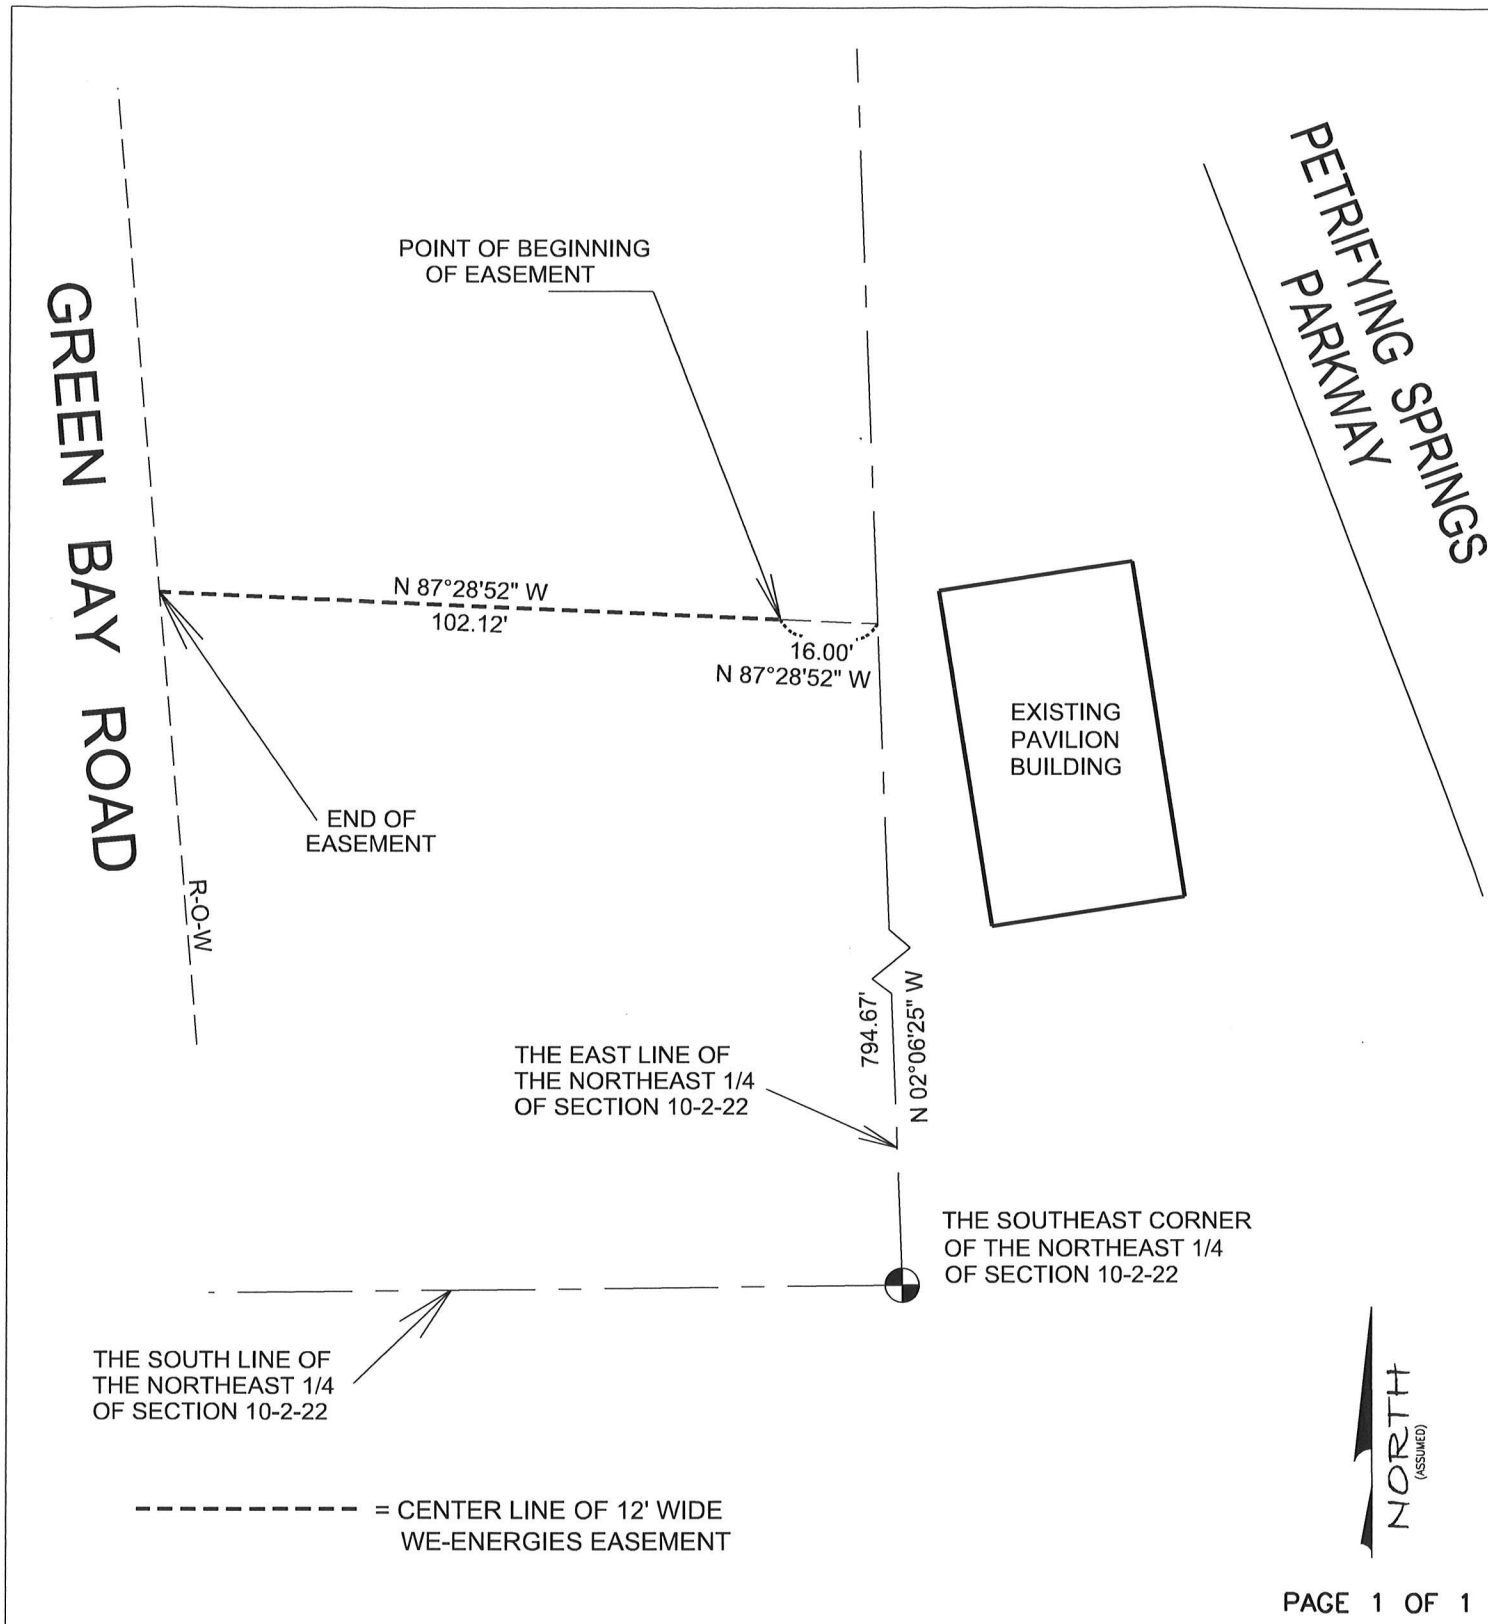 PETRIFYING SPRINGS
PARKWAY
POINT OF BEGINNING
OF EASEMENT
GREEN BAY ROAD
N 87°28'52" W
102.12'
16.00'
N 87°28'52" W
EXISTING
PAVILION
BUILDING
END OF
EASEMENT
R-O-W
794.67'
N 02°06'25" W
THE EAST LINE OF
THE NORTHEAST 1/4
OF SECTION 10-2-22
THE SOUTHEAST CORNER
OF THE NORTHEAST 1/4
OF SECTION 10-2-22
THE SOUTH LINE OF
THE NORTHEAST 1/4
OF SECTION 10-2-22
NORTH
(ASSUMED)
= CENTER LINE OF 12' WIDE
WE-ENERGIES EASEMENT
PAGE 1 OF 1